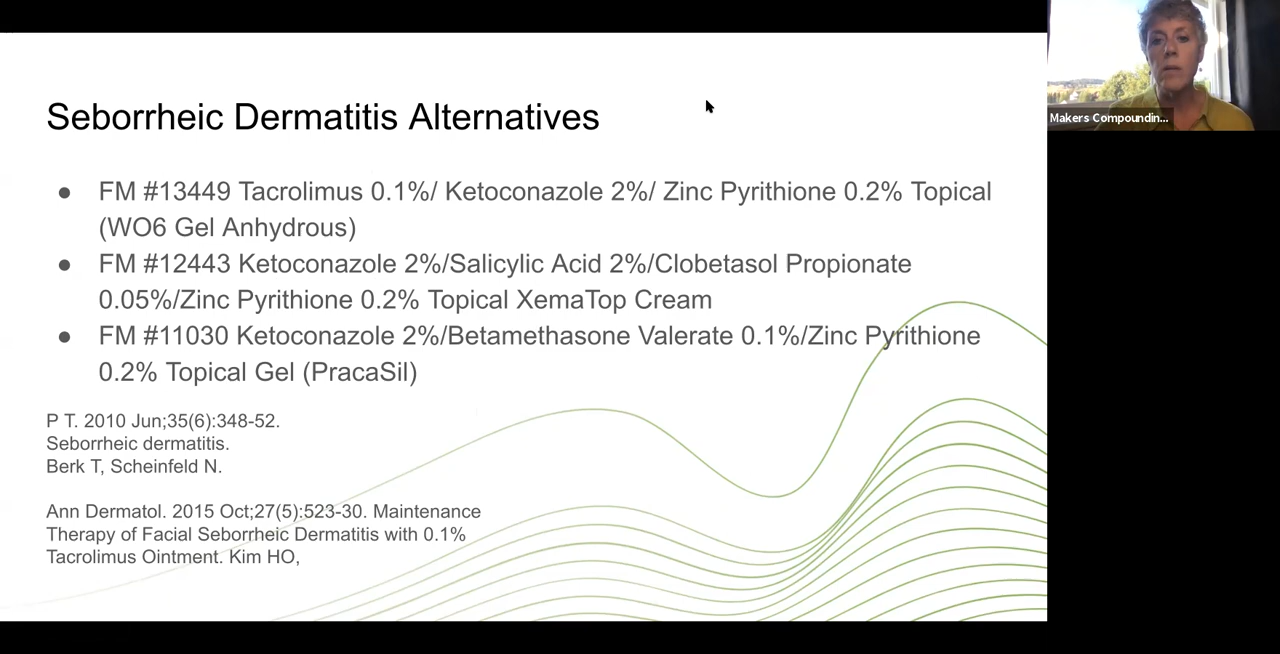 Seborrheic Dermatitis Alternatives
● FM #13449 Tacrolimus 0.1%/ Ketoconazole 2%/ Zinc Pyrithione 0.2% Topical
(WO6 Gel Anhydrous)
● FM #12443 Ketoconazole 2%/Salicylic Acid 2%/Clobetasol Propionate
0.05%/Zinc Pyrithione 0.2% Topical XemaTop Cream
● FM #11030 Ketoconazole 2%/Betamethasone Valerate 0.1%/Zinc Pyrithione
0.2% Topical Gel (PracaSil)
P T. 2010 Jun;35(6):348-52.
Seborrheic dermatitis.
Berk T, Scheinfeld N.
Ann Dermatol. 2015 Oct;27(5):523-30. Maintenance
Therapy of Facial Seborrheic Dermatitis with 0.1%
Tacrolimus Ointment. Kim HO,
Makers Compoundin...